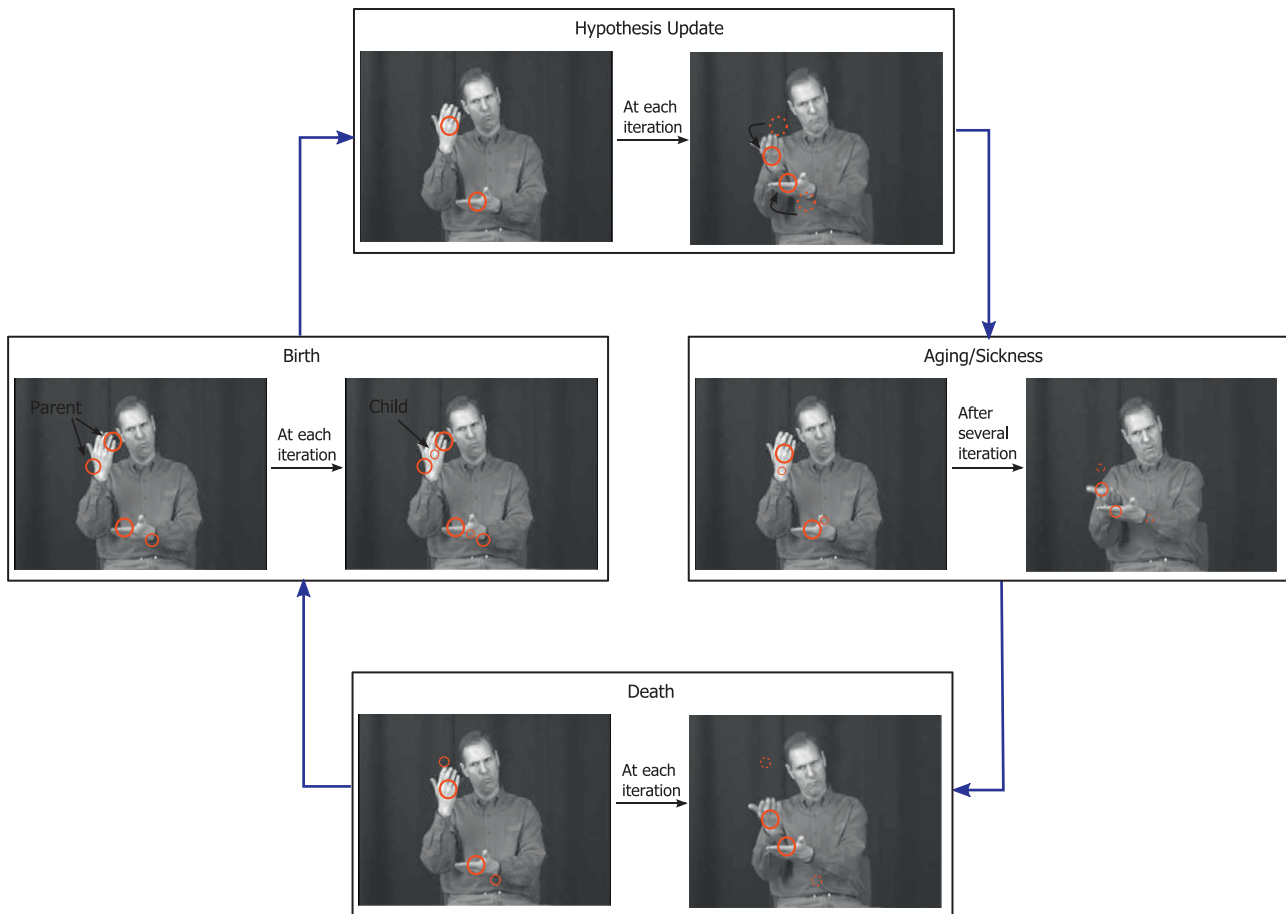 Hypothesis Update
At each
iteration
Birth
Parent
At each
iteration
Child
Aging/Sickness
After
several
iteration
Death
At each
iteration